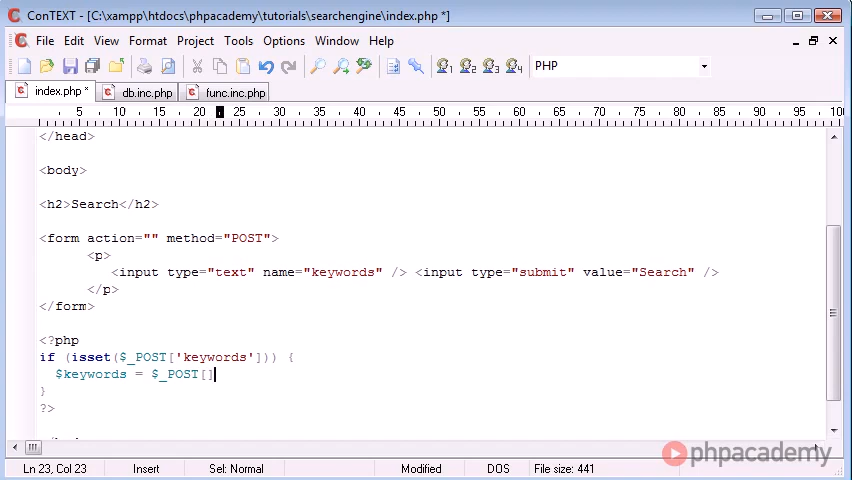 ConTEXT - [C:\xampp\htdocs\phpacademy\tutorials\searchengine\index.php *]
File Edit View Format Project Tools Options Window Help
1 2 3 4 PHP
index.php * db.inc.php func.inc.php
5 10 15 20 25 30 35 40 45 50 55 60 65 70 75 80 85 90 95 100
</head>
<body>
<h2>Search</h2>
<form action="" method="POST">
<p>
<input type="text" name="keywords" /> <input type="submit" value="Search" />
</p>
</form>
<?php
if (isset($_POST['keywords'])) {
$keywords = $_POST[]
}
?>
phpacademy
Ln 23, Col 23 Insert Sel: Normal Modified DOS File size: 441